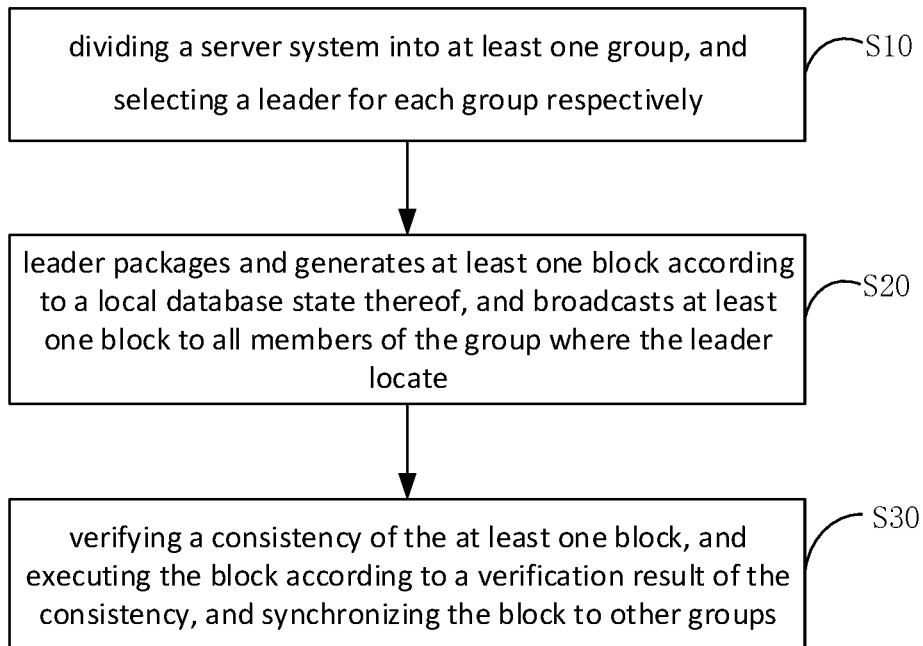 dividing a server system into at least one group, and
selecting a leader for each group respectively
S10
leader packages and generates at least one block according
to a local database state thereof, and broadcasts at least
one block to all members of the group where the leader
locate
S20
verifying a consistency of the at least one block, and
executing the block according to a verification result of the
consistency, and synchronizing the block to other groups
S30